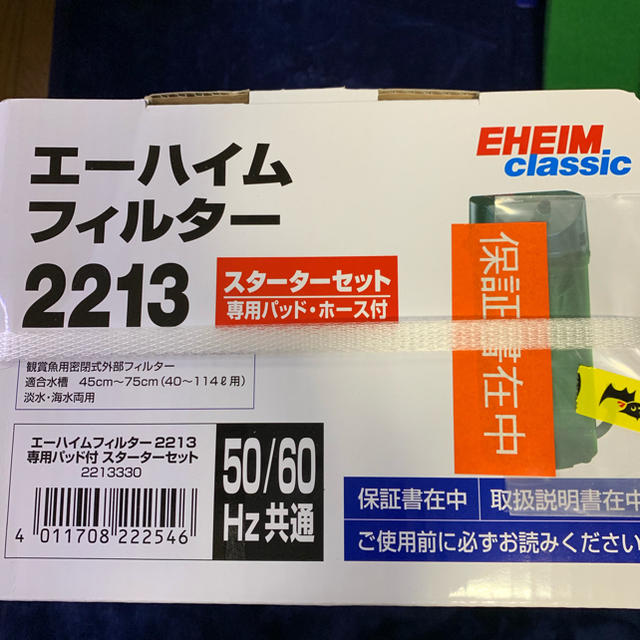 エーハイム
フィルター
2213
EHEIM
classic
スターターセット
専用パッド・ホース付
保証書在中
観賞魚用密閉式外部フィルター
適合水槽 45cm〜75cm(40〜114ℓ用)
淡水・海水両用
エーハイムフィルター2213
専用パッド付 スターターセット
2213330
4 011708 222546
50/60
Hz共通
保証書在中 取扱説明書在中
ご使用前に必ずお読みください